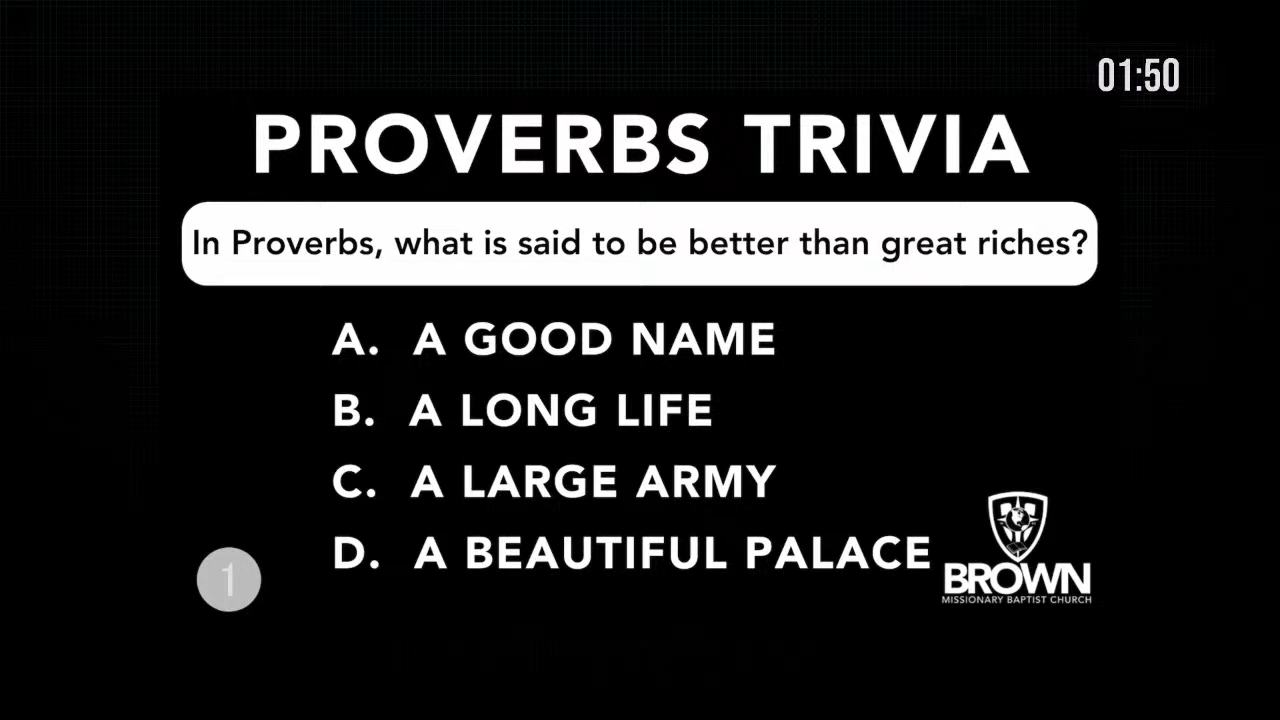 01:50
PROVERBS TRIVIA
In Proverbs, what is said to be better than great riches?
A. A GOOD NAME
B. A LONG LIFE
C. A LARGE ARMY
D. A BEAUTIFUL PALACE
1
BROWN
MISSIONARY BAPTIST CHURCH